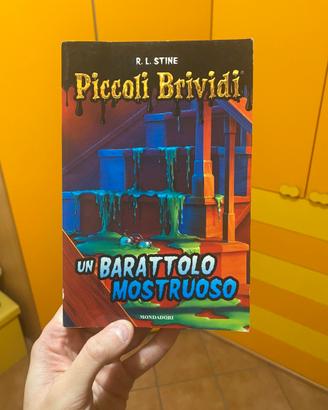 R. L. STINE
Piccoli Brividi
UN BARATTOLO
MOSTRUOSO
MONDADORI